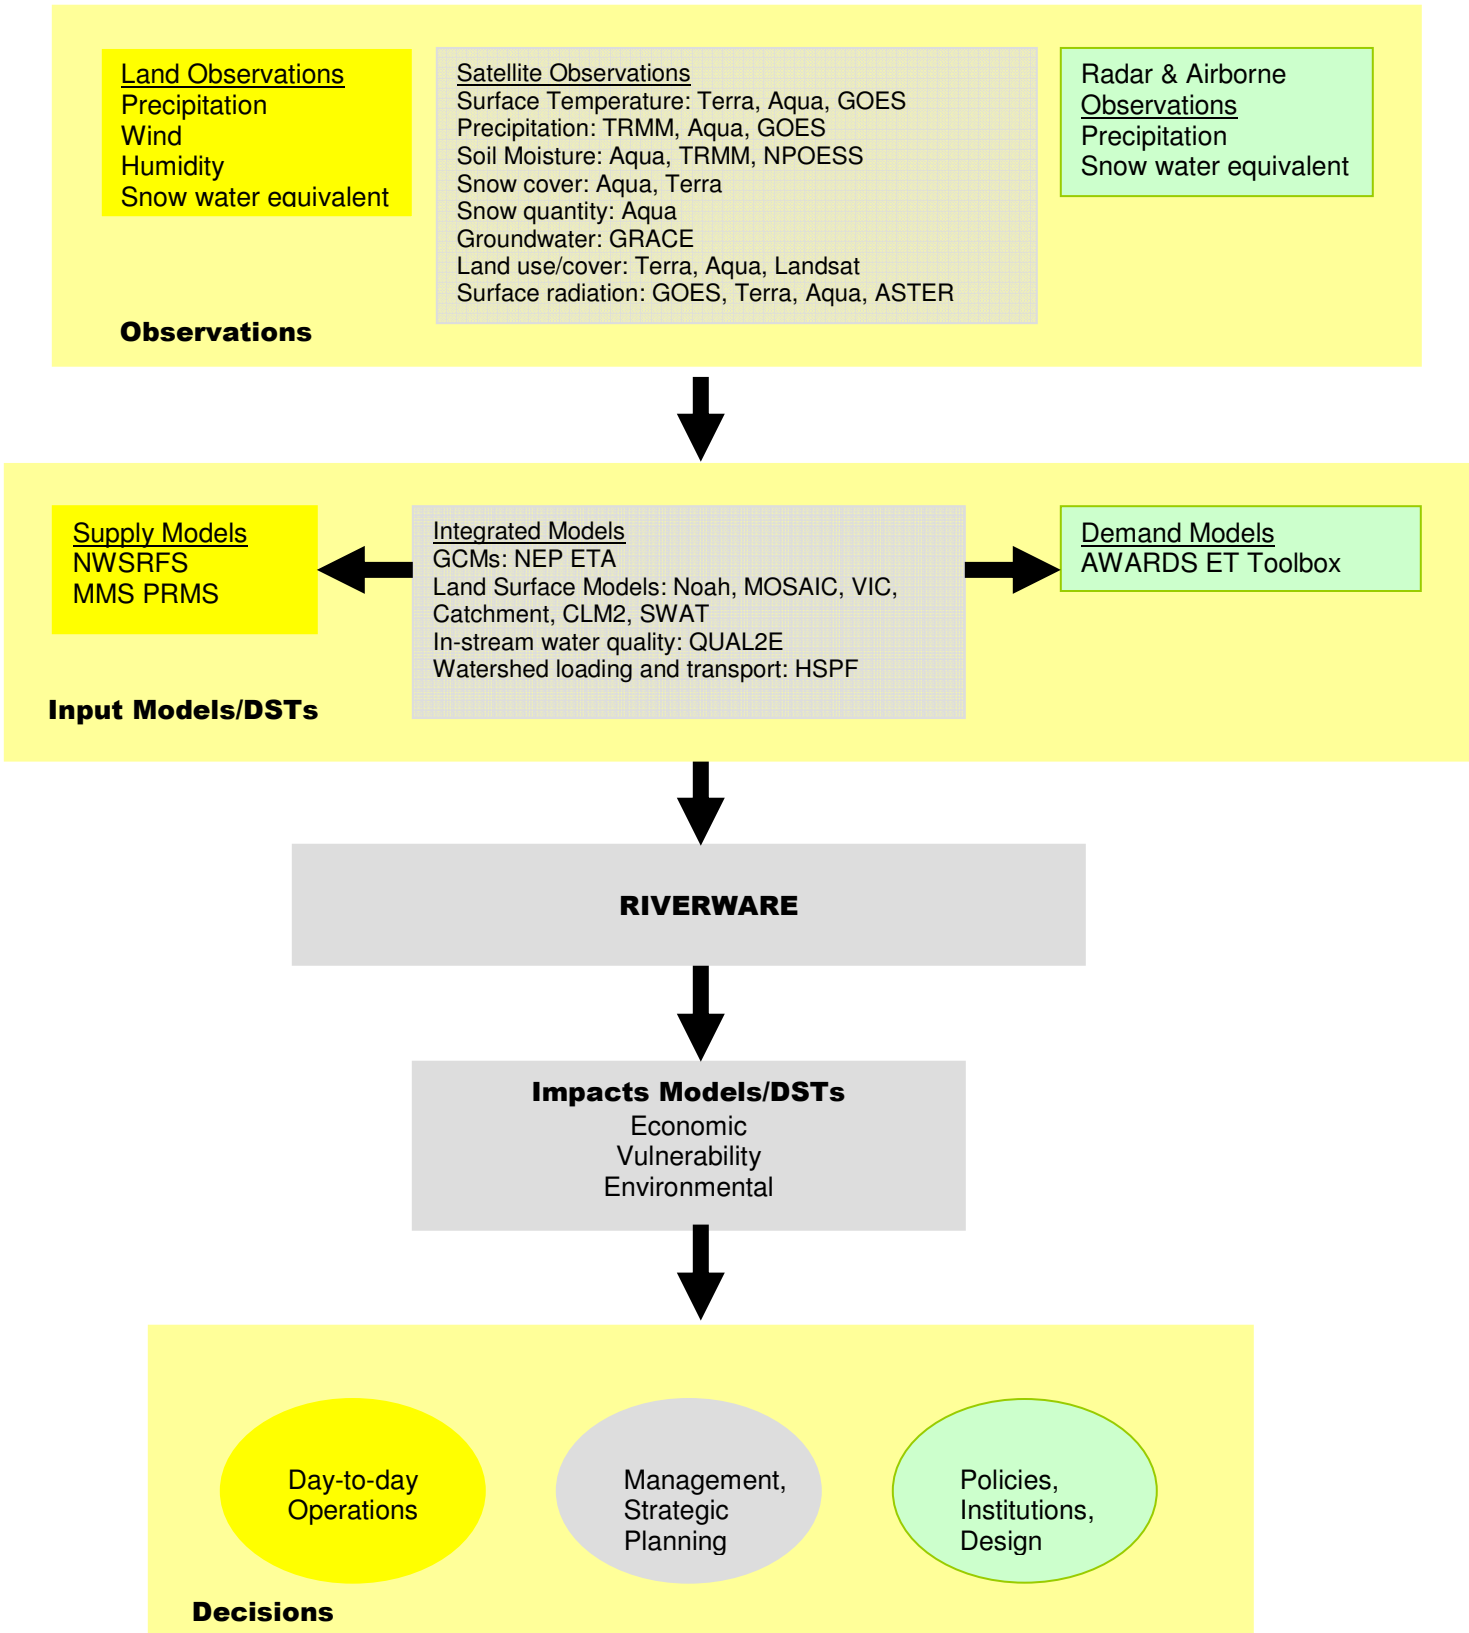 Land Observations
Precipitation
Wind
Humidity
Snow water equivalent
Satellite Observations
Surface Temperature: Terra, Aqua, GOES
Precipitation: TRMM, Aqua, GOES
Soil Moisture: Aqua, TRMM, NPOESS
Snow cover: Aqua, Terra
Snow quantity: Aqua
Groundwater: GRACE
Land use/cover: Terra, Aqua, Landsat
Surface radiation: GOES, Terra, Aqua, ASTER
Radar & Airborne
Observations
Precipitation
Snow water equivalent
Observations
Supply Models
NWSRFS
MMS PRMS
Integrated Models
GCMs: NEP ETA
Land Surface Models: Noah, MOSAIC, VIC,
Catchment, CLM2, SWAT
In-stream water quality: QUAL2E
Watershed loading and transport: HSPF
Demand Models
AWARDS ET Toolbox
Input Models/DSTs
RIVERWARE
Impacts Models/DSTs
Economic
Vulnerability
Environmental
Day-to-day
Operations
Management,
Strategic
Planning
Policies,
Institutions,
Design
Decisions